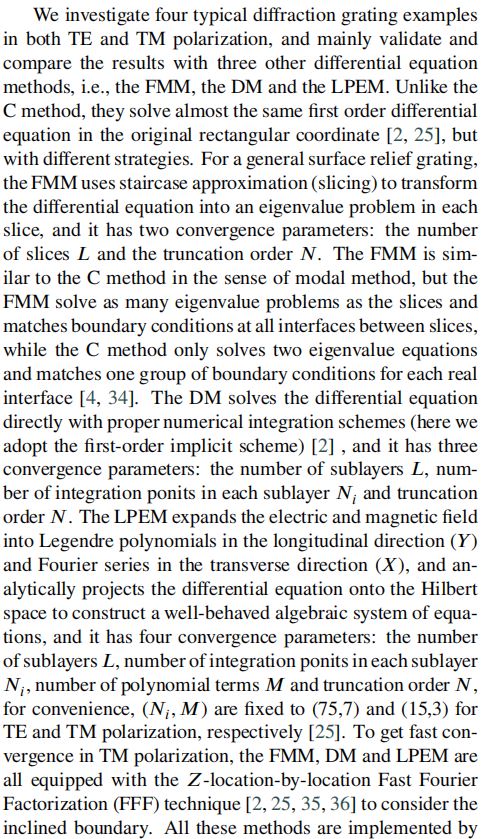 We investigate four typical diffraction grating examples
in both TE and TM polarization, and mainly validate and
compare the results with three other differential equation
methods, i.e., the FMM, the DM and the LPEM. Unlike the
C method, they solve almost the same first order differential
equation in the original rectangular coordinate [2, 25], but
with different strategies. For a general surface relief grating,
the FMM uses staircase approximation (slicing) to transform
the differential equation into an eigenvalue problem in each
slice, and it has two convergence parameters: the number
of slices L and the truncation order N. The FMM is sim-
ilar to the C method in the sense of modal method, but the
FMM solve as many eigenvalue problems as the slices and
matches boundary conditions at all interfaces between slices,
while the C method only solves two eigenvalue equations
and matches one group of boundary conditions for each real
interface [4, 34]. The DM solves the differential equation
directly with proper numerical integration schemes (here we
adopt the first-order implicit scheme) [2] , and it has three
convergence parameters: the number of sublayers L, num-
ber of integration ponits in each sublayer Nᵢ and truncation
order N. The LPEM expands the electric and magnetic field
into Legendre polynomials in the longitudinal direction (Y)
and Fourier series in the transverse direction (X), and an-
alytically projects the differential equation onto the Hilbert
space to construct a well-behaved algebraic system of equa-
tions, and it has four convergence parameters: the number
of sublayers L, number of integration ponits in each sublayer
Nᵢ, number of polynomial terms M and truncation order N,
for convenience, (Nᵢ, M) are fixed to (75,7) and (15,3) for
TE and TM polarization, respectively [25]. To get fast con-
vergence in TM polarization, the FMM, DM and LPEM are
all equipped with the Z-location-by-location Fast Fourier
Factorization (FFF) technique [2, 25, 35, 36] to consider the
inclined boundary. All these methods are implemented by